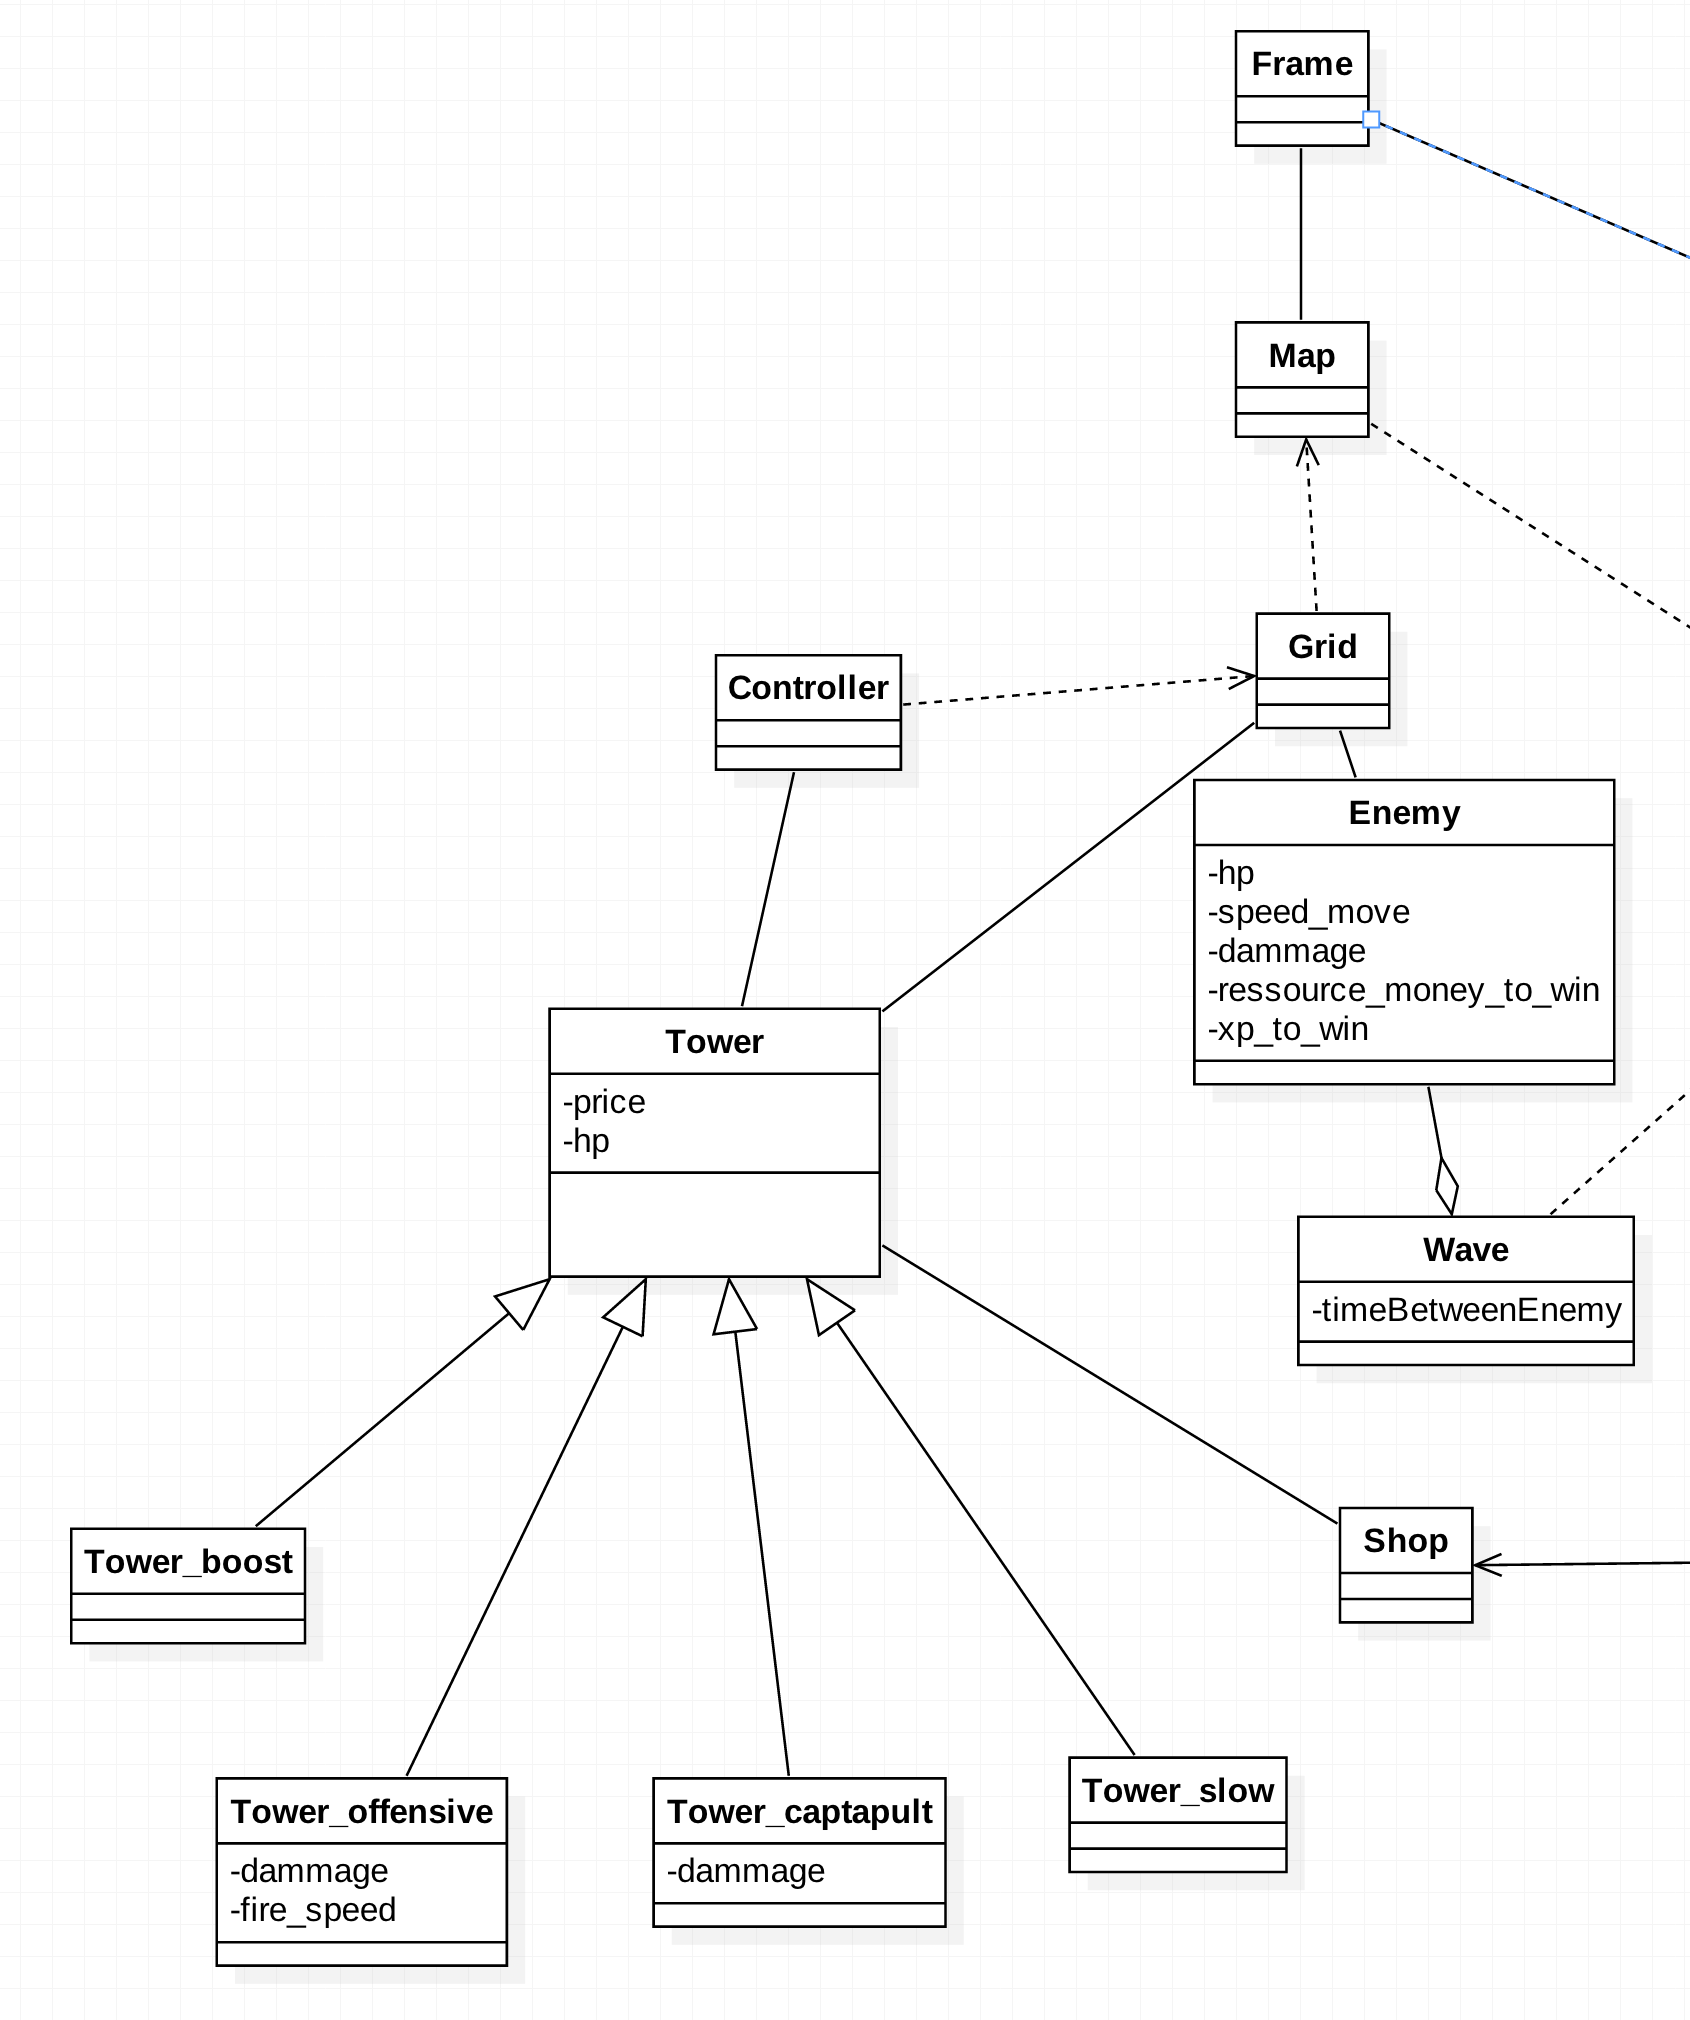 Frame
Map
Grid
Controller
Enemy
-hp
-speed_move
-dammage
-ressource_money_to_win
-xp_to_win
Tower
-price
-hp
Wave
-timeBetweenEnemy
Shop
Tower_boost
Tower_offensive
-dammage
-fire_speed
Tower_captapult
-dammage
Tower_slow